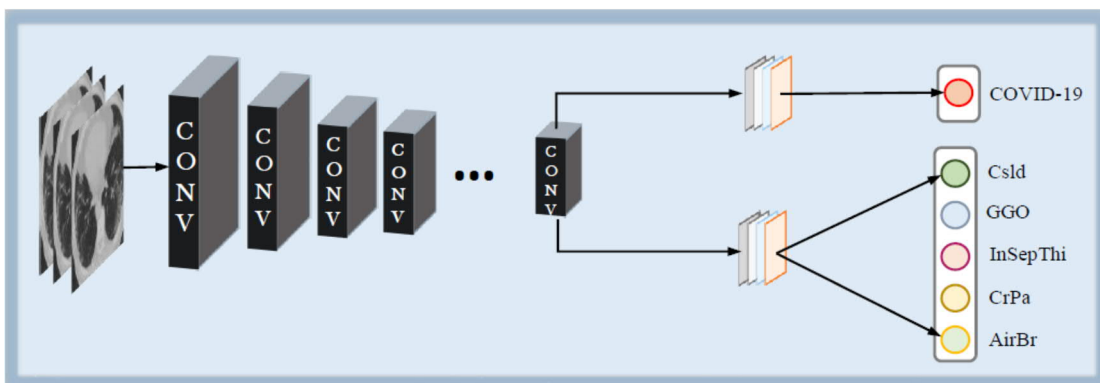 CONV
CONV
CONV
CONV
...
CONV
COVID-19
Csld
GGO
InSepThi
CrPa
AirBr